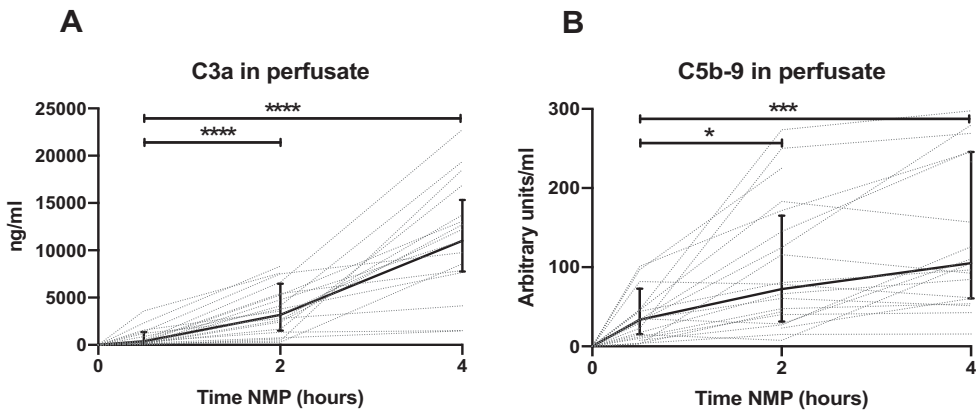 A
C3a in perfusate
ng/ml
25000
20000
15000
10000
5000
0
****
****
0 2 4
Time NMP (hours)
B
C5b-9 in perfusate
Arbitrary units/ml
300
200
100
0
***
*
0 2 4
Time NMP (hours)